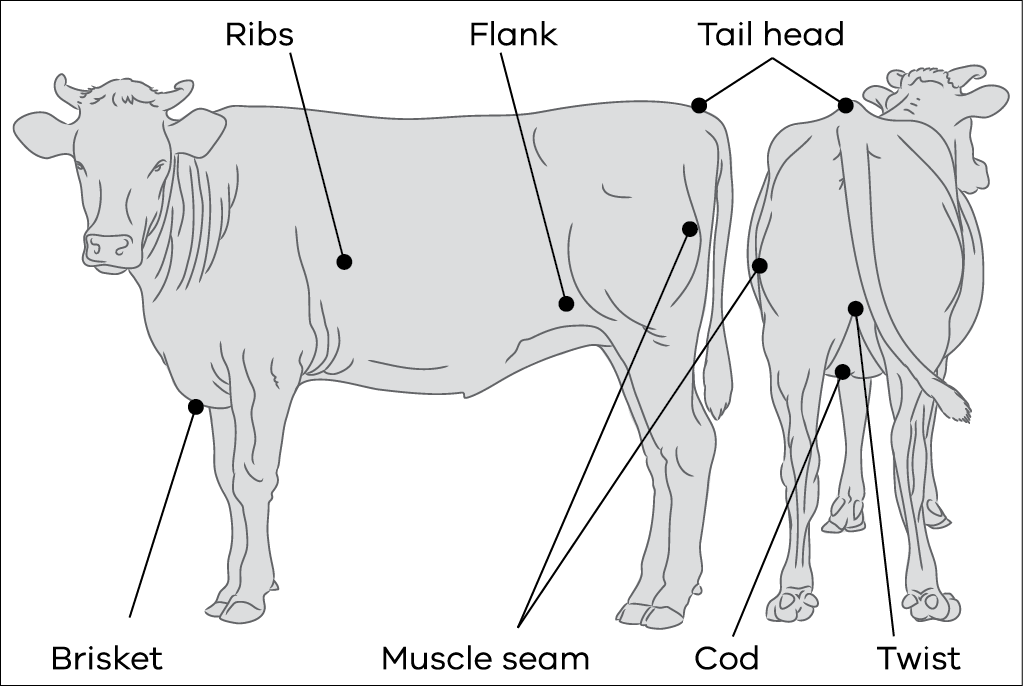 Ribs
Flank
Tail head
Brisket
Muscle seam
Cod
Twist